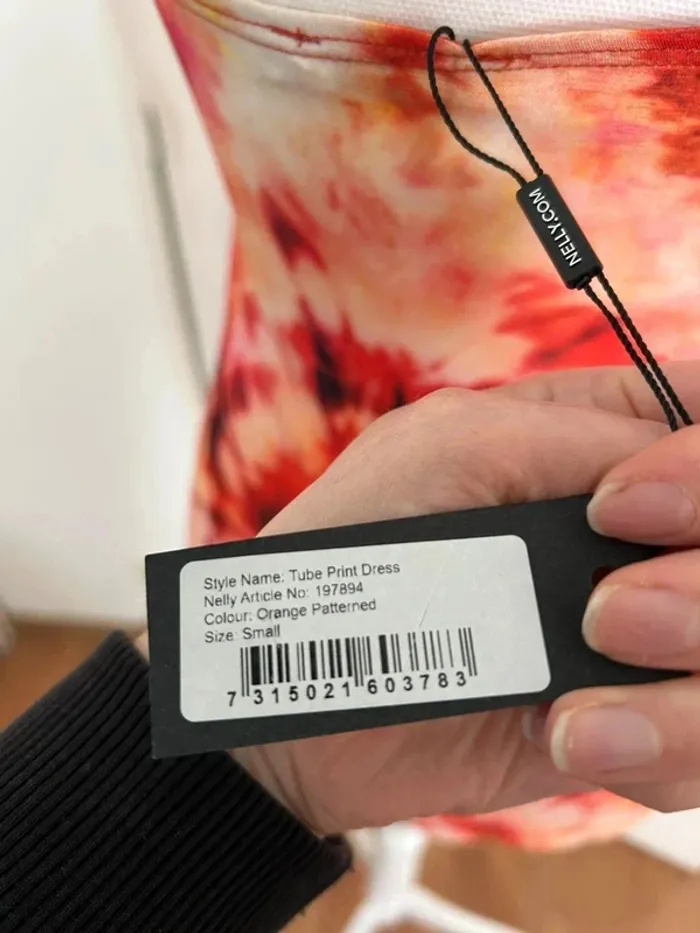 NELLY.COM
Style Name: Tube Print Dress
Nelly Article No: 197894
Colour: Orange Patterned
Size: Small
7 315021 603783